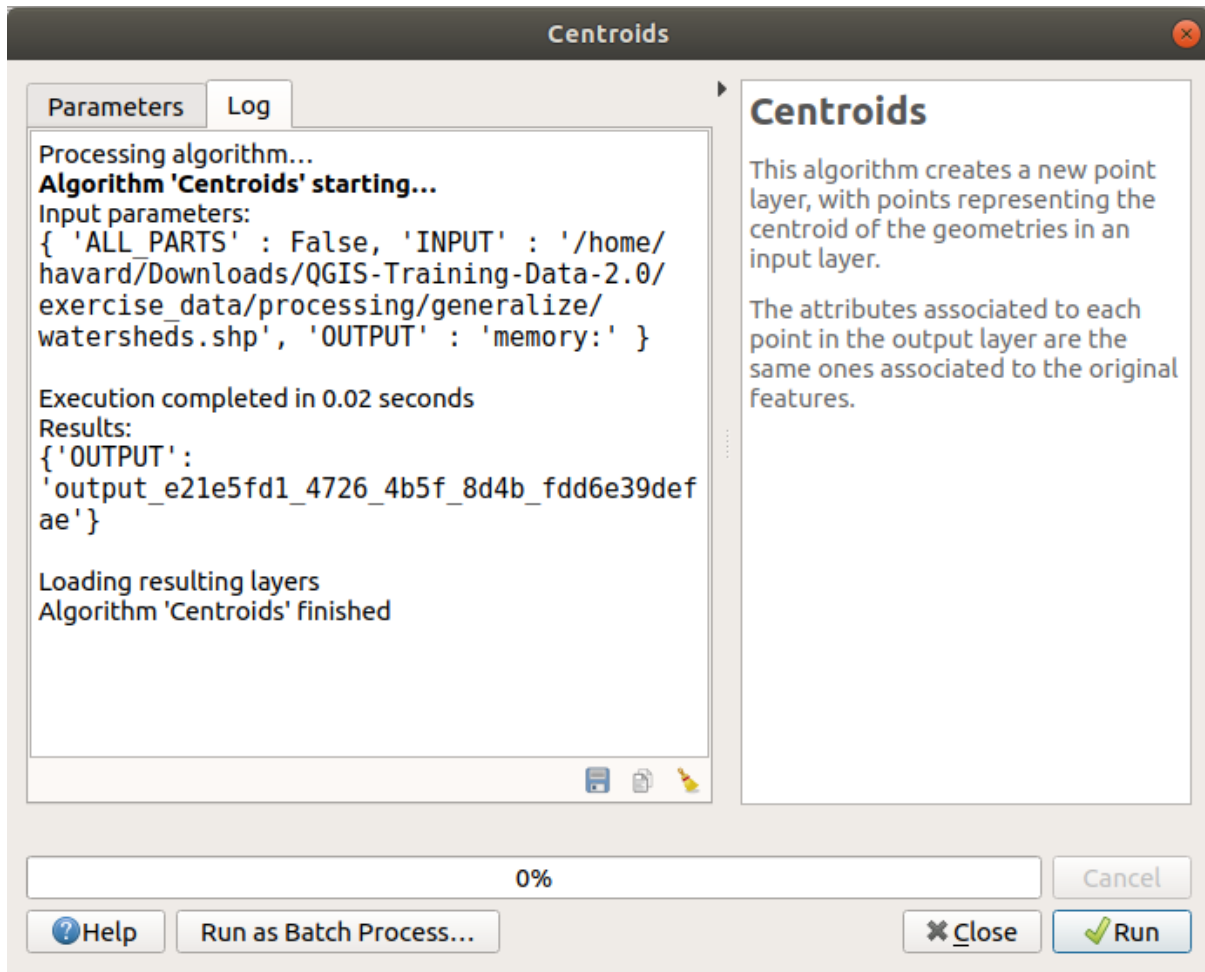 Centroids
Parameters
Log
Processing algorithm…
Algorithm 'Centroids' starting…
Input parameters:
{ 'ALL_PARTS' : False, 'INPUT' : '/home/
havard/Downloads/QGIS-Training-Data-2.0/
exercise_data/processing/generalize/
watersheds.shp', 'OUTPUT' : 'memory:' }
Execution completed in 0.02 seconds
Results:
{'OUTPUT':
'output_e21e5fd1_4726_4b5f_8d4b_fdd6e39def
ae'}
Loading resulting layers
Algorithm 'Centroids' finished
Centroids
This algorithm creates a new point
layer, with points representing the
centroid of the geometries in an
input layer.
The attributes associated to each
point in the output layer are the
same ones associated to the original
features.
0%
Cancel
Help
Run as Batch Process…
Close
Run